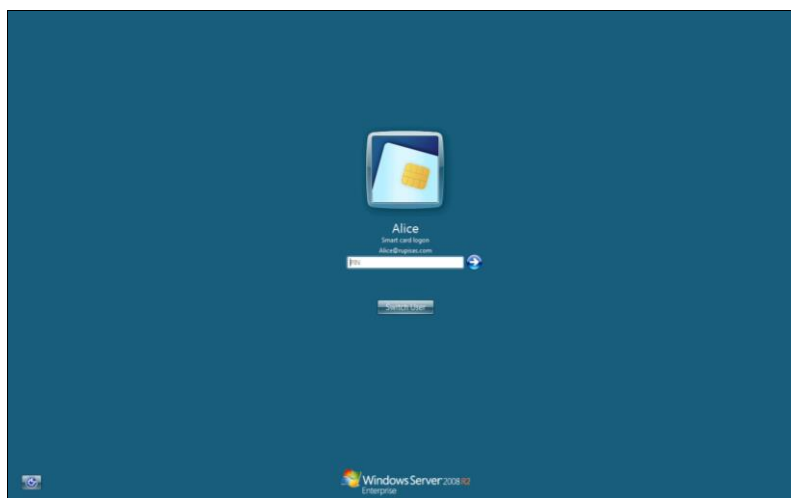 Alice
Smart card logon
Alice@rupsas.com
PIN
Switch User
Windows Server 2008 R2
Enterprise